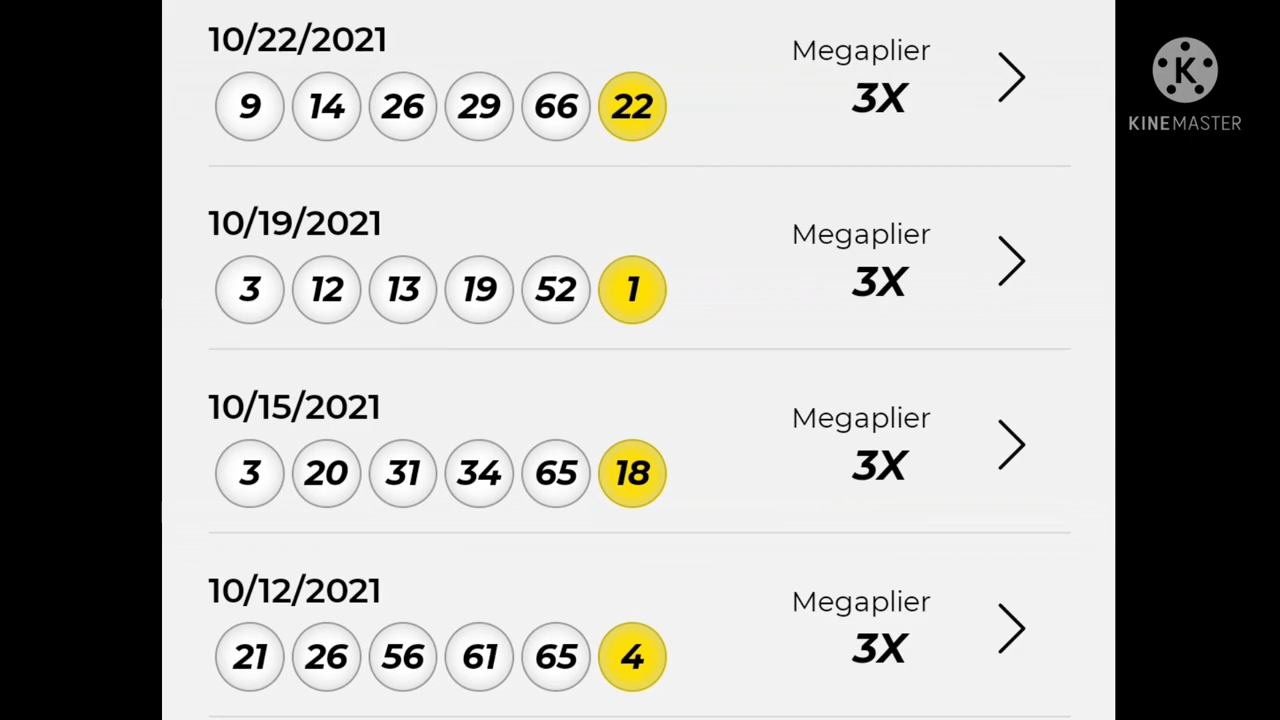 10/22/2021
Megaplier
9 14 26 29 66 22
3X
10/19/2021
Megaplier
3 12 13 19 52 1
3X
10/15/2021
Megaplier
3 20 31 34 65 18
3X
10/12/2021
Megaplier
21 26 56 61 65 4
3X
K
KINEMASTER